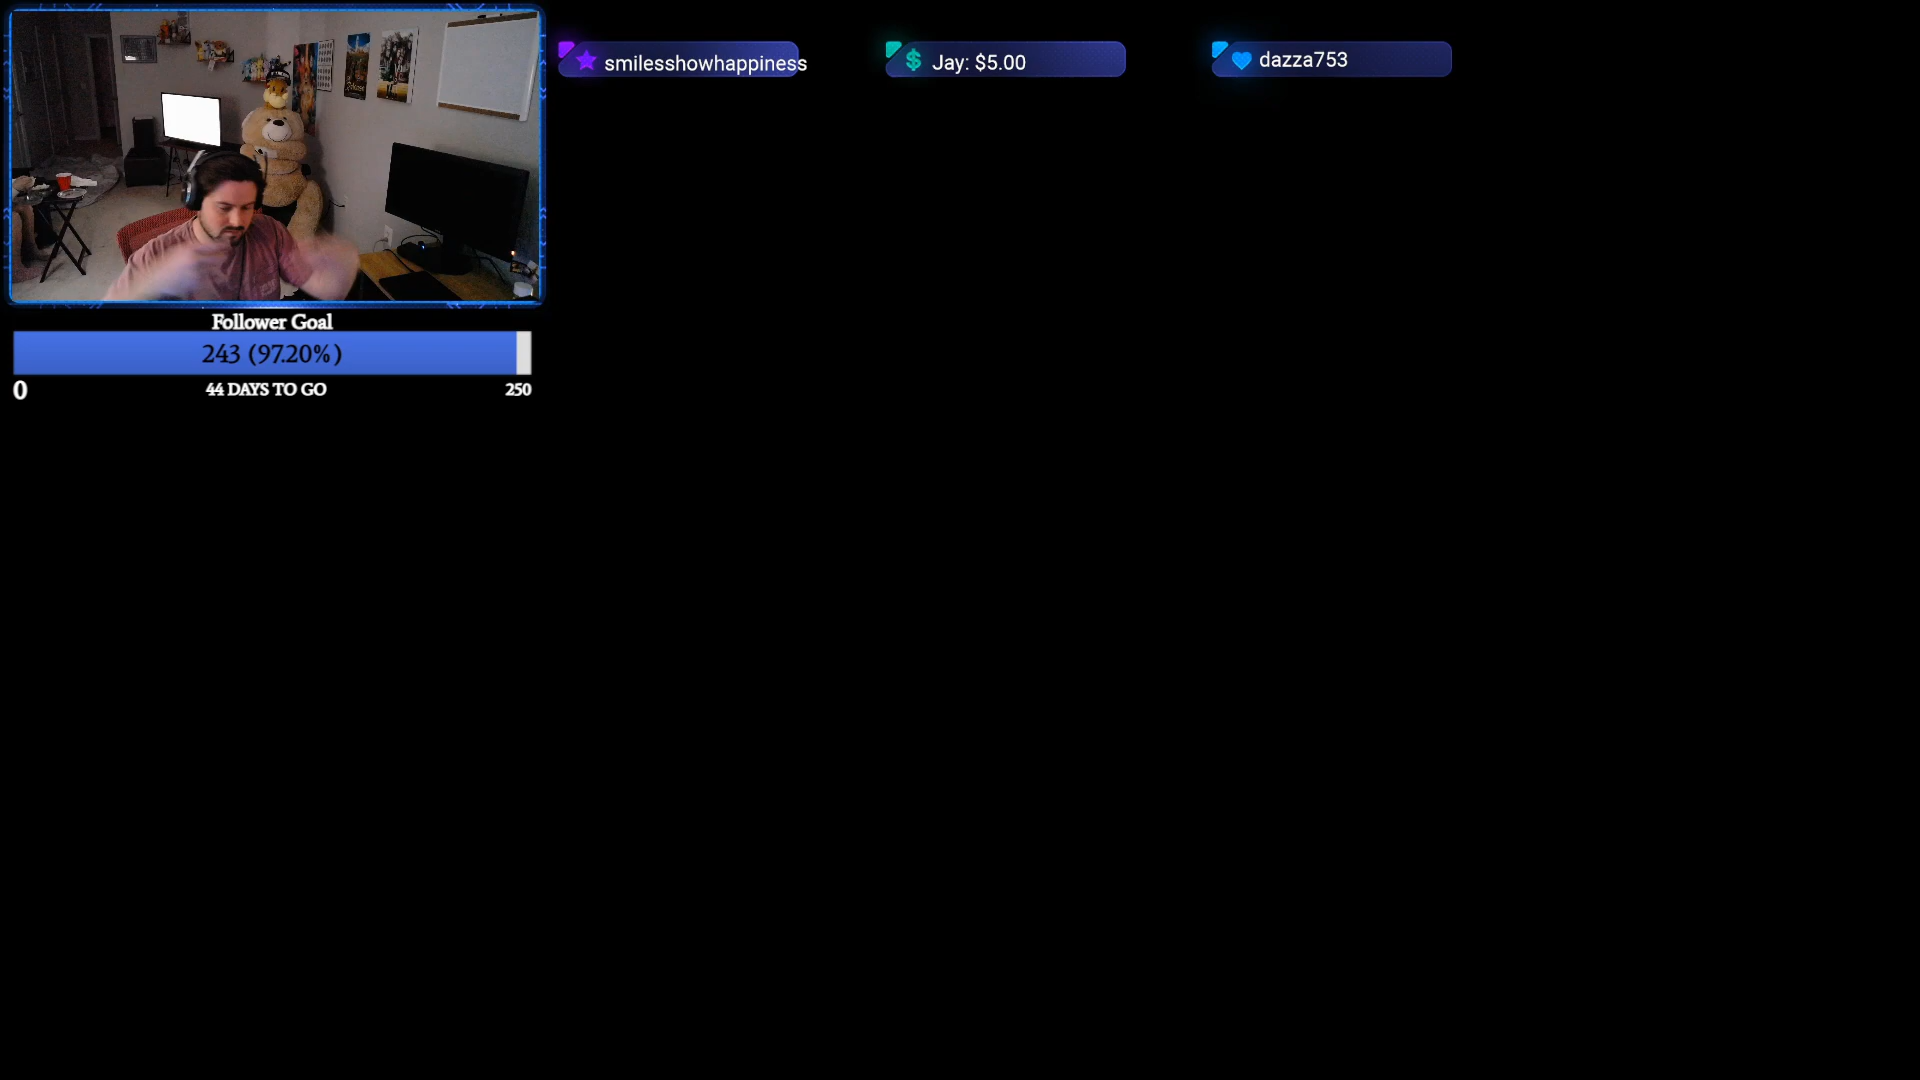 smilesshowhappiness
Jay: $5.00
dazza753
Follower Goal
243 (97.20%)
0
44 DAYS TO GO
250